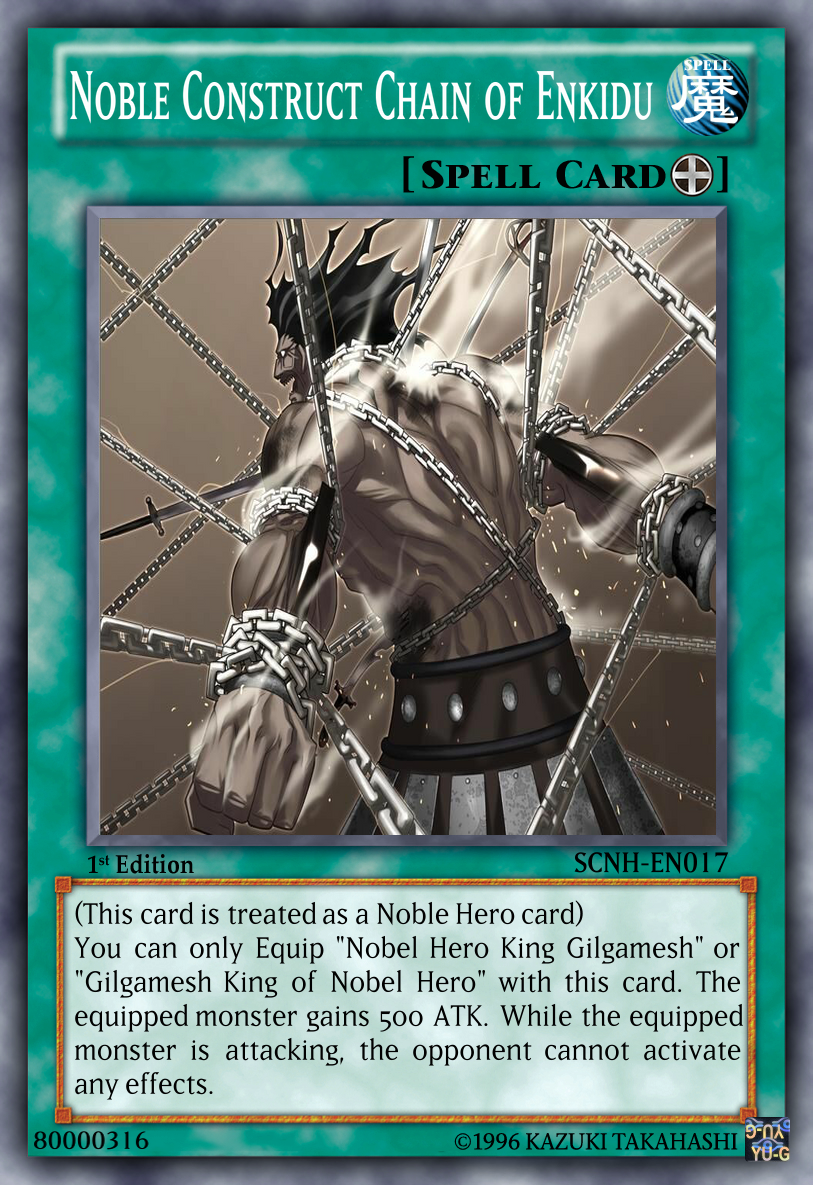 Noble Construct Chain of Enkidu
SPELL
魔
[Spell Card]
1st Edition
SCNH-EN017
(This card is treated as a Noble Hero card)
You can only Equip "Nobel Hero King Gilgamesh" or
"Gilgamesh King of Nobel Hero" with this card. The
equipped monster gains 500 ATK. While the equipped
monster is attacking, the opponent cannot activate
any effects.
80000316
©1996 KAZUKI TAKAHASHI
YU-G
YU-G